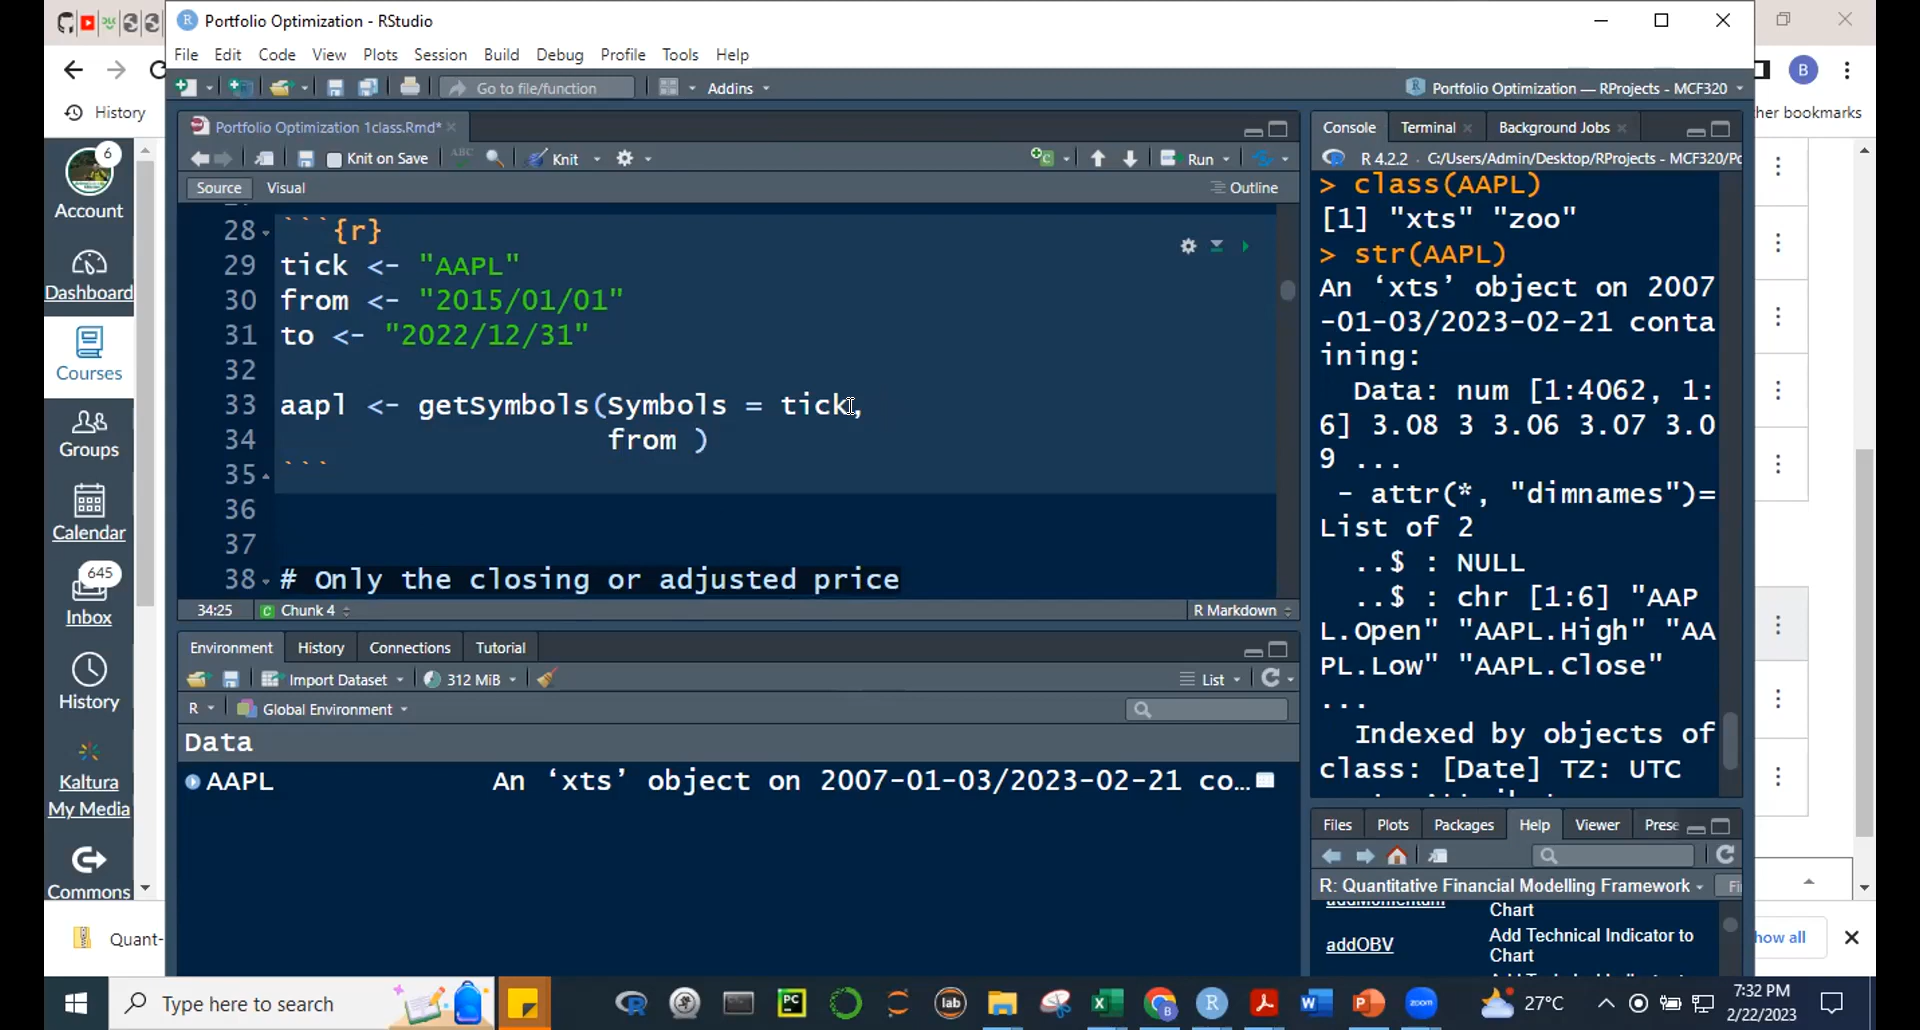 Portfolio Optimization - RStudio
File Edit Code View Plots Session Build Debug Profile Tools Help
Go to file/function
Addins
Portfolio Optimization — RProjects - MCF320
B
History
her bookmarks
Portfolio Optimization 1class.Rmd*
Knit on Save
ABC
Knit
Run
Source Visual
Outline
28 ```{r}
29 tick <- "AAPL"
30 from <- "2015/01/01"
31 to <- "2022/12/31"
32
33 aapl <- getSymbols(Symbols = tick,
34 from )
35 ```
36
37
38 # Only the closing or adjusted price
34:25 C Chunk 4
R Markdown
Environment History Connections Tutorial
Import Dataset 312 MiB List
R Global Environment
Data
AAPL An ‘xts’ object on 2007-01-03/2023-02-21 co…
Console Terminal Background Jobs
R 4.2.2 . C:/Users/Admin/Desktop/RProjects - MCF320/Pc
> class(AAPL)
[1] "xts" "zoo"
> str(AAPL)
An ‘xts’ object on 2007
-01-03/2023-02-21 conta
ining:
Data: num [1:4062, 1:
6] 3.08 3 3.06 3.07 3.0
9 ...
- attr(*, "dimnames")=
List of 2
..$ : NULL
..$ : chr [1:6] "AAP
L.Open" "AAPL.High" "AA
PL.Low" "AAPL.Close"
...
Indexed by objects of
class: [Date] TZ: UTC
Files Plots Packages Help Viewer Prese
R: Quantitative Financial Modelling Framework
addMomentum
Chart
addOBV
Add Technical Indicator to
Chart
6
Account
Dashboard
Courses
Groups
Calendar
645
Inbox
History
Kaltura
My Media
Commons
Quant-
how all
Type here to search
PC
lab
zoom
27°C
7:32 PM
2/22/2023